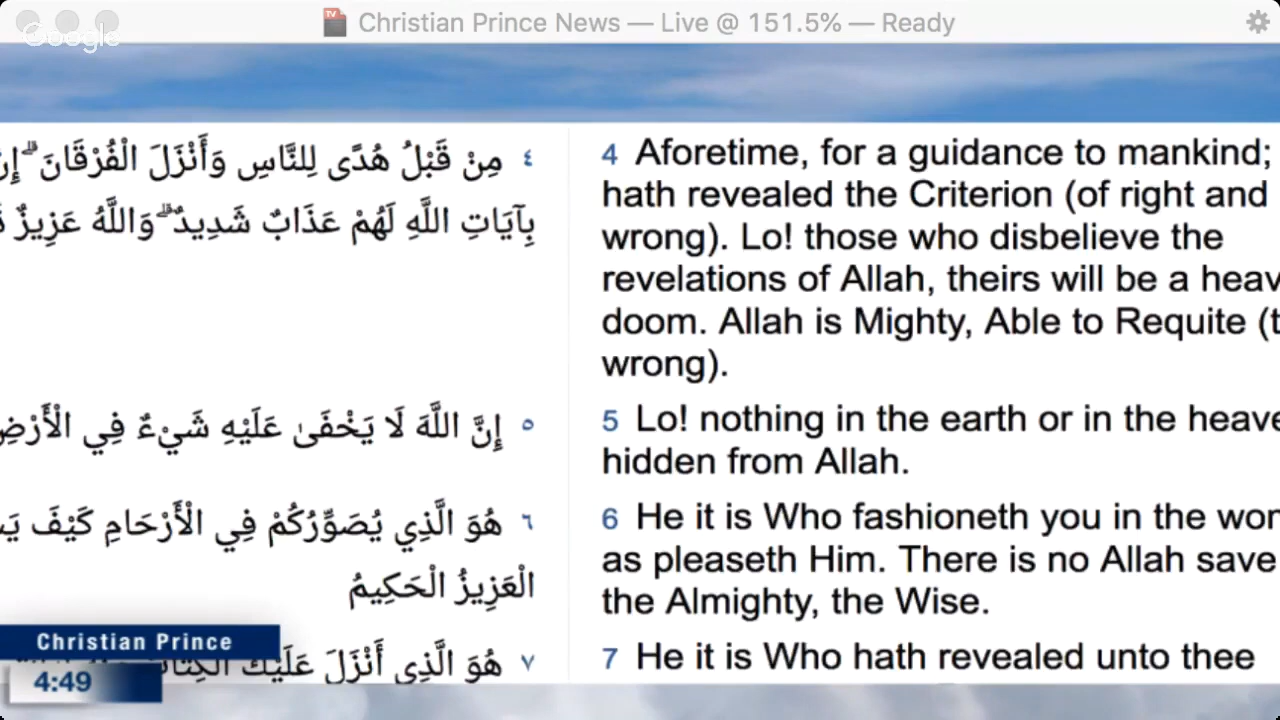 Google
Christian Prince News — Live @ 151.5% — Ready
٤ مِنْ قَبْلُ هُدًى لِلنَّاسِ وَأَنْزَلَ الْفُرْقَانَ ۗ
بِآيَاتِ اللَّهِ لَهُمْ عَذَابٌ شَدِيدٌ ۗ وَاللَّهُ عَزِيزٌ
4 Aforetime, for a guidance to mankind;
hath revealed the Criterion (of right and
wrong). Lo! those who disbelieve the
revelations of Allah, theirs will be a heav
doom. Allah is Mighty, Able to Requite (t
wrong).
٥ إِنَّ اللَّهَ لَا يَخْفَىٰ عَلَيْهِ شَيْءٌ فِي الْأَرْضِ
5 Lo! nothing in the earth or in the heave
hidden from Allah.
٦ هُوَ الَّذِي يُصَوِّرُكُمْ فِي الْأَرْحَامِ كَيْفَ
الْعَزِيزُ الْحَكِيمُ
6 He it is Who fashioneth you in the wor
as pleaseth Him. There is no Allah save
the Almighty, the Wise.
٧ هُوَ الَّذِي أَنْزَلَ عَلَيْكَ الْكِتَابَ
7 He it is Who hath revealed unto thee
Christian Prince
4:49